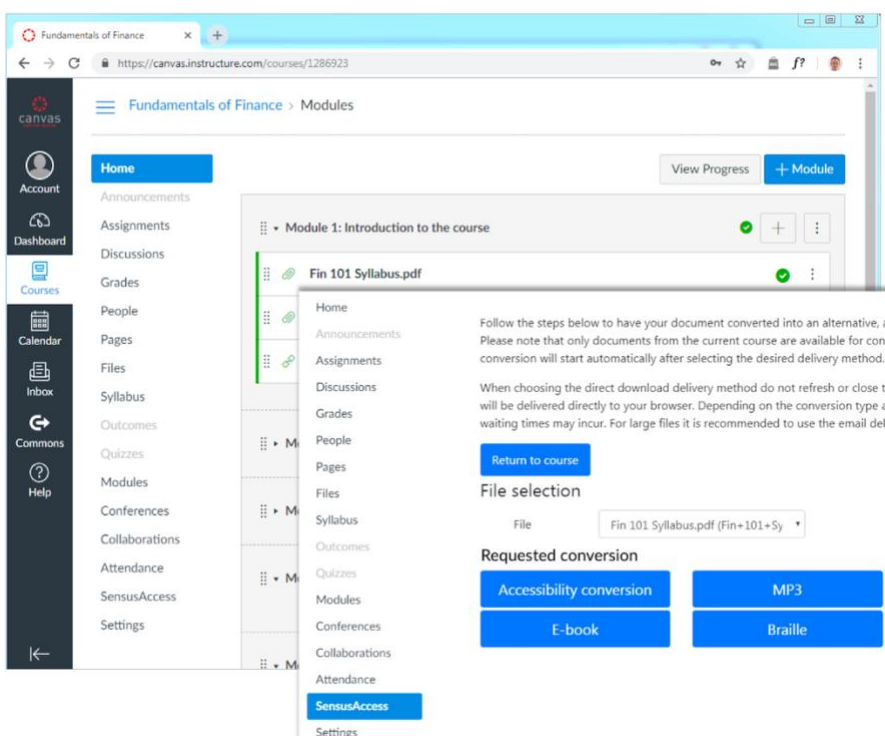 Fundamentals of Finance
https://canvas.instructure.com/courses/1286923
f?
canvas
Account
Dashboard
Courses
Calendar
Inbox
Commons
Help
Fundamentals of Finance > Modules
Home
Announcements
Assignments
Discussions
Grades
People
Pages
Files
Syllabus
Outcomes
Quizzes
Modules
Conferences
Collaborations
Attendance
SensusAccess
Settings
View Progress
+ Module
Module 1: Introduction to the course
Fin 101 Syllabus.pdf
Home
Announcements
Assignments
Discussions
Grades
People
Pages
Files
Syllabus
Outcomes
Quizzes
Modules
Conferences
Collaborations
Attendance
SensusAccess
Settings
Follow the steps below to have your document converted into an alternative,
Please note that only documents from the current course are available for con
conversion will start automatically after selecting the desired delivery method.
When choosing the direct download delivery method do not refresh or close t
will be delivered directly to your browser. Depending on the conversion type a
waiting times may incur. For large files it is recommended to use the email del
Return to course
File selection
File
Fin 101 Syllabus.pdf (Fin+101+Sy
Requested conversion
Accessibility conversion
MP3
E-book
Braille